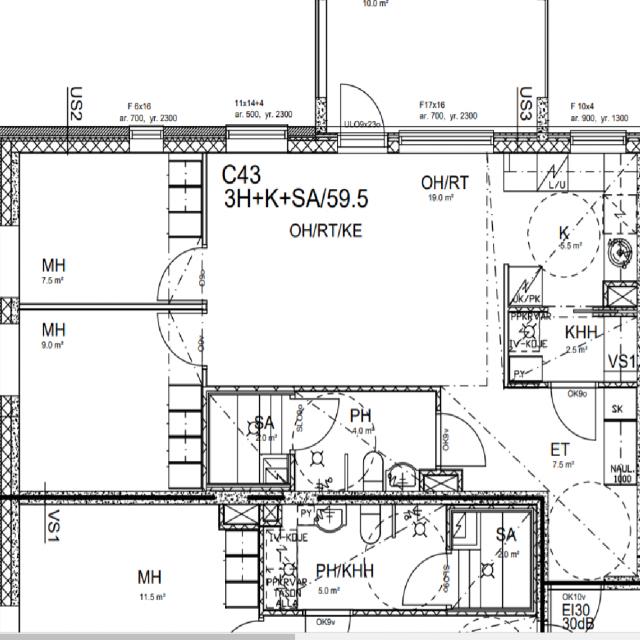 10.0 m²
US2
F 6x16
ar. 700, yr. 2300
11x14+4
ar. 500, yr. 2300
ULO9x23o
F17x16
ar. 700, yr. 2300
US3
F 10x4
ar. 900, yr. 1300
C43
3H+K+SA/59.5
OH/RT/KE
OH/RT
19.0 m²
L/U
K
5.5 m²
MH
7.5 m²
JK/PK
MH
9.0 m²
PPKRVAR
IV-KOJE
PY
KHH
2.5 m²
VS1
OK9o
SA
2.0 m²
SLO9o
PH
4.0 m²
SK
ET
7.5 m²
NAUL.
1000
VS1
PY
IV-KOJE
PPKRVAR
TASON
ALLA
PH/KHH
5.0 m²
SA
2.0 m²
SLO9o
MH
11.5 m²
OK9v
OK10v
EI30
30dB